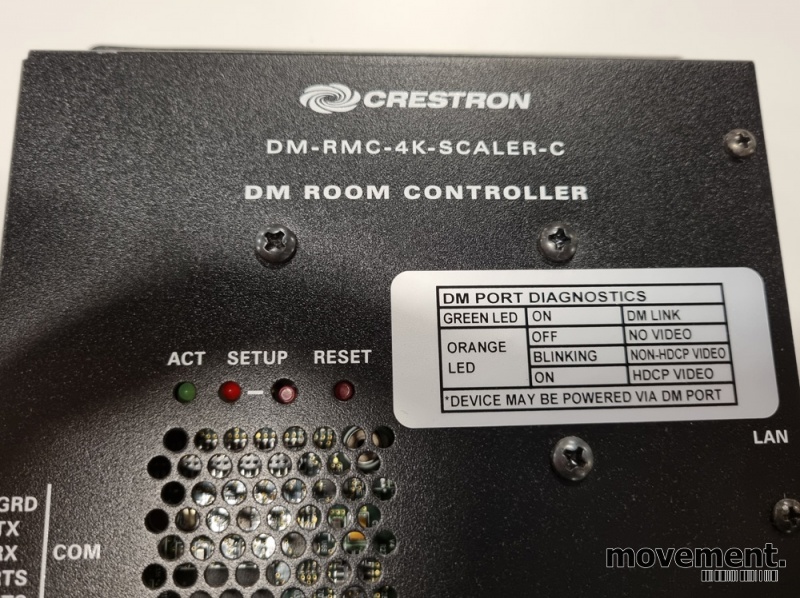 CRESTRON
DM-RMC-4K-SCALER-C
DM ROOM CONTROLLER
DM PORT DIAGNOSTICS
GREEN LED ON DM LINK
ORANGE LED OFF NO VIDEO
BLINKING NON-HDCP VIDEO
ON HDCP VIDEO
*DEVICE MAY BE POWERED VIA DM PORT
ACT SETUP RESET
LAN
GRD
TX
RX
COM
RTS
movement.